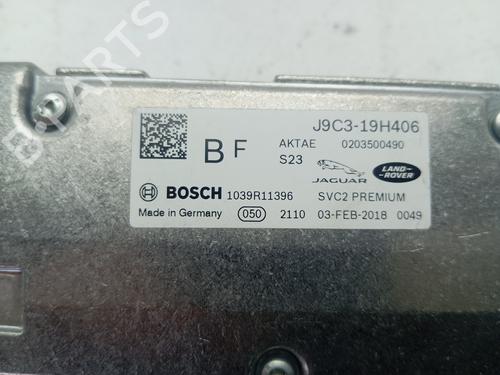 J9C3-19H406
B F
AKTAE 0203500490
S23
JAGUAR
LAND-
ROVER
BOSCH 1039R11396
SVC2 PREMIUM
Made in Germany 050 2110 03-FEB-2018 0049
B-PARTS